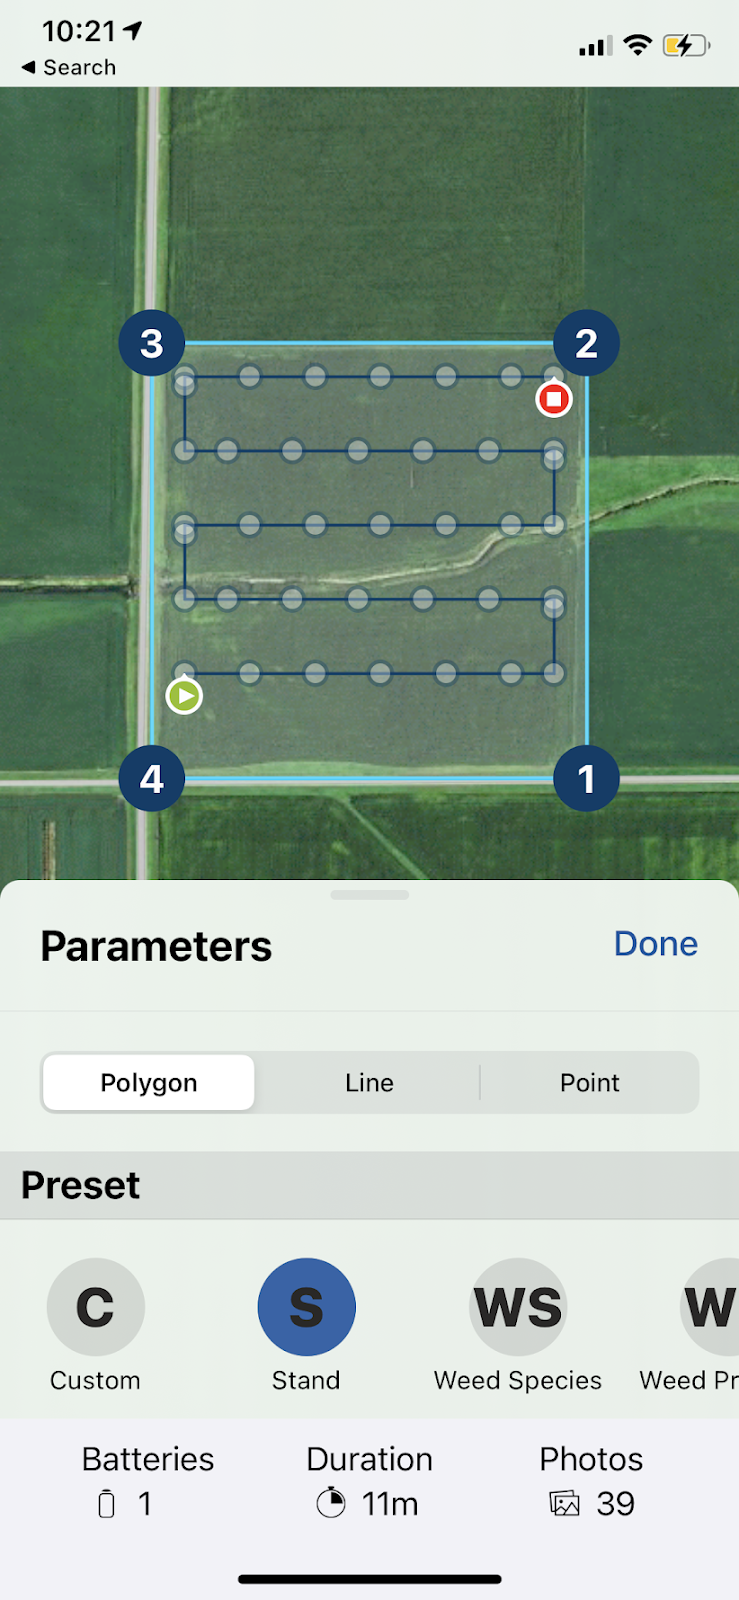 10:21
Search
3
2
4
1
Parameters
Done
Polygon
Line
Point
Preset
C
S
WS
W
Custom
Stand
Weed Species
Weed Pr
Batteries
Duration
Photos
1
11m
39